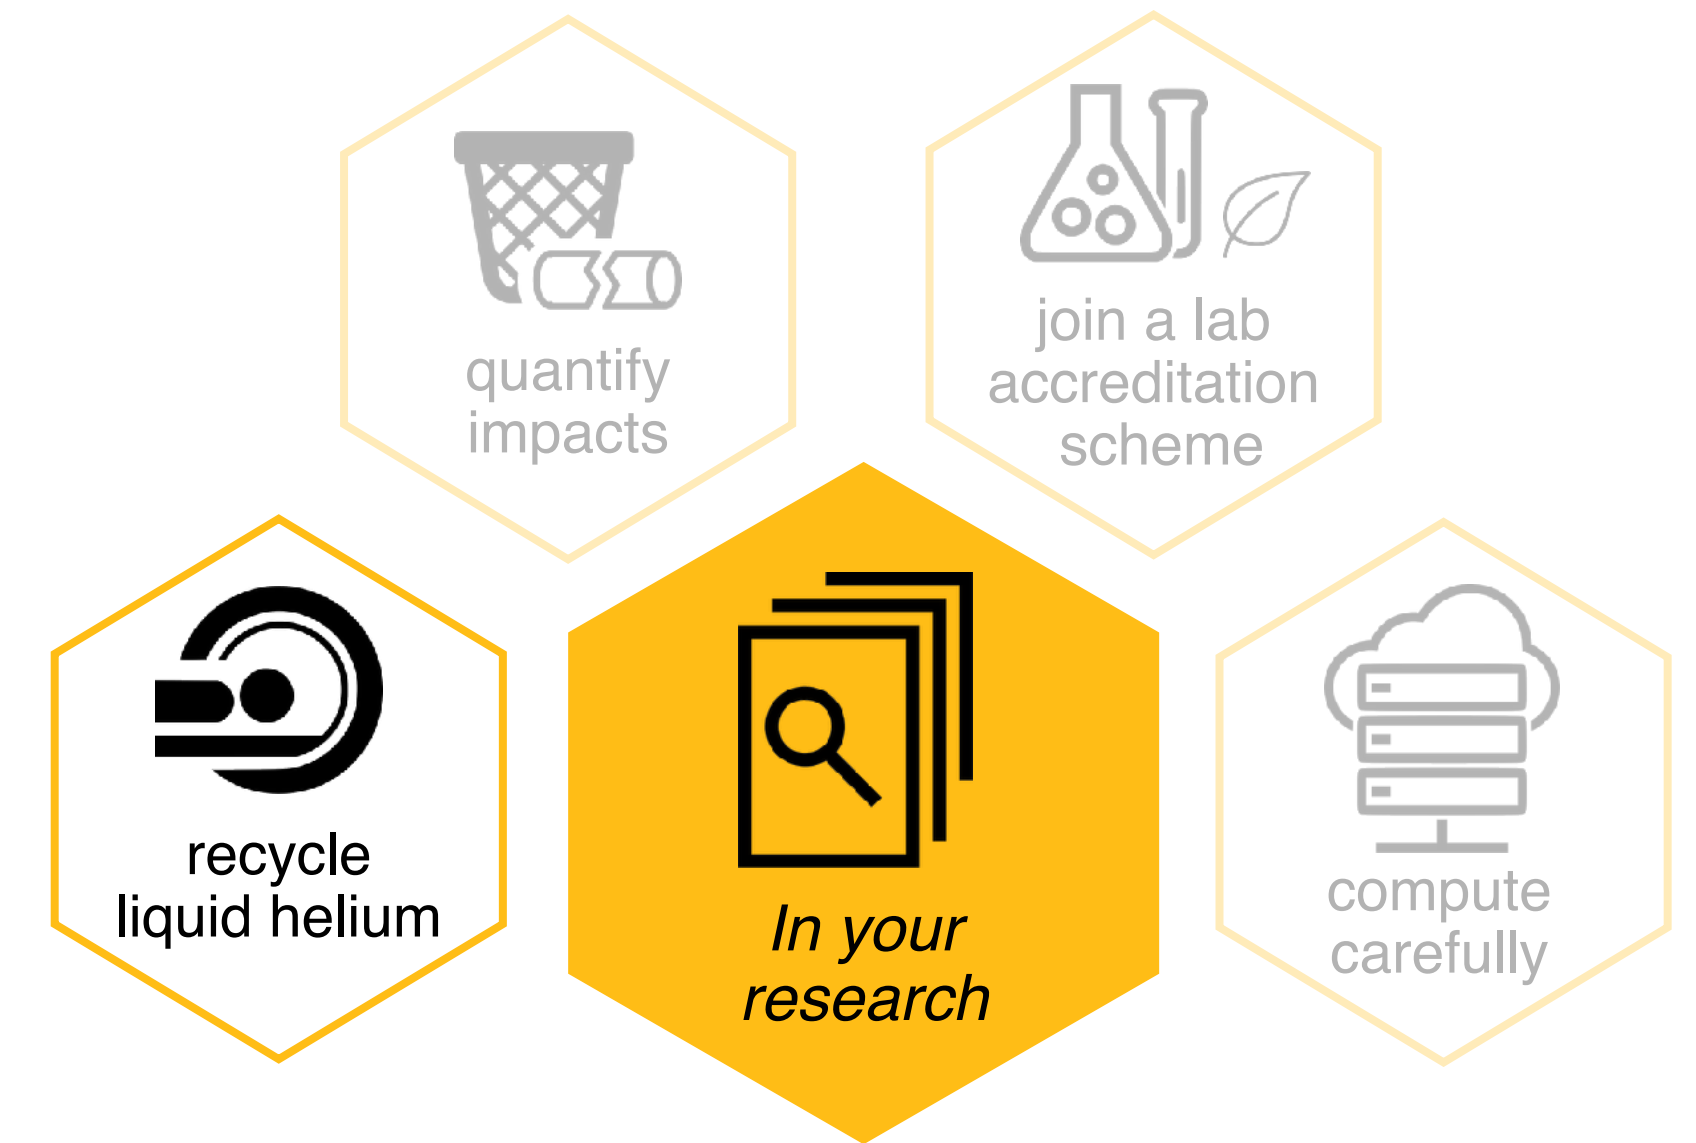 quantify
impacts
join a lab
accreditation
scheme
recycle
liquid helium
In your
research
compute
carefully